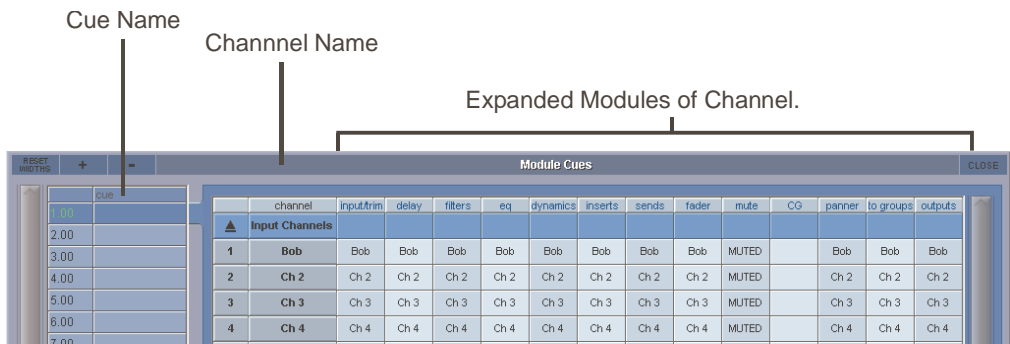 Cue Name
Channnel Name
Expanded Modules of Channel.
RESET WIDTHS + - Module Cues CLOSE
cue
1.00
2.00
3.00
4.00
5.00
6.00
7.00
channel input/trim delay filters eq dynamics inserts sends fader mute CG panner to groups outputs
Input Channels
1 Bob Bob Bob Bob Bob Bob Bob Bob Bob MUTED Bob Bob Bob
2 Ch 2 Ch 2 Ch 2 Ch 2 Ch 2 Ch 2 Ch 2 Ch 2 Ch 2 MUTED Ch 2 Ch 2 Ch 2
3 Ch 3 Ch 3 Ch 3 Ch 3 Ch 3 Ch 3 Ch 3 Ch 3 Ch 3 MUTED Ch 3 Ch 3 Ch 3
4 Ch 4 Ch 4 Ch 4 Ch 4 Ch 4 Ch 4 Ch 4 Ch 4 Ch 4 MUTED Ch 4 Ch 4 Ch 4